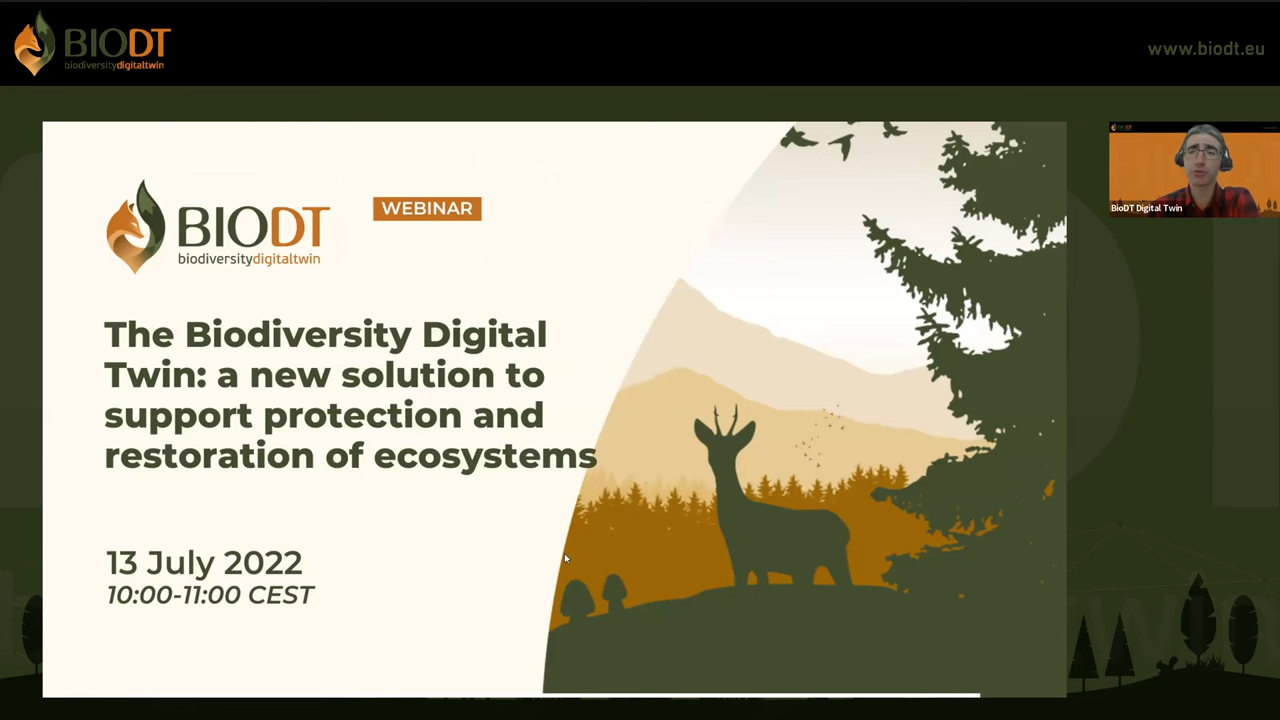 BIODT
biodiversitydigitaltwin
www.biodt.eu
BIODT
biodiversitydigitaltwin
WEBINAR
The Biodiversity Digital
Twin: a new solution to
support protection and
restoration of ecosystems
13 July 2022
10:00-11:00 CEST
BioDT Digital Twin